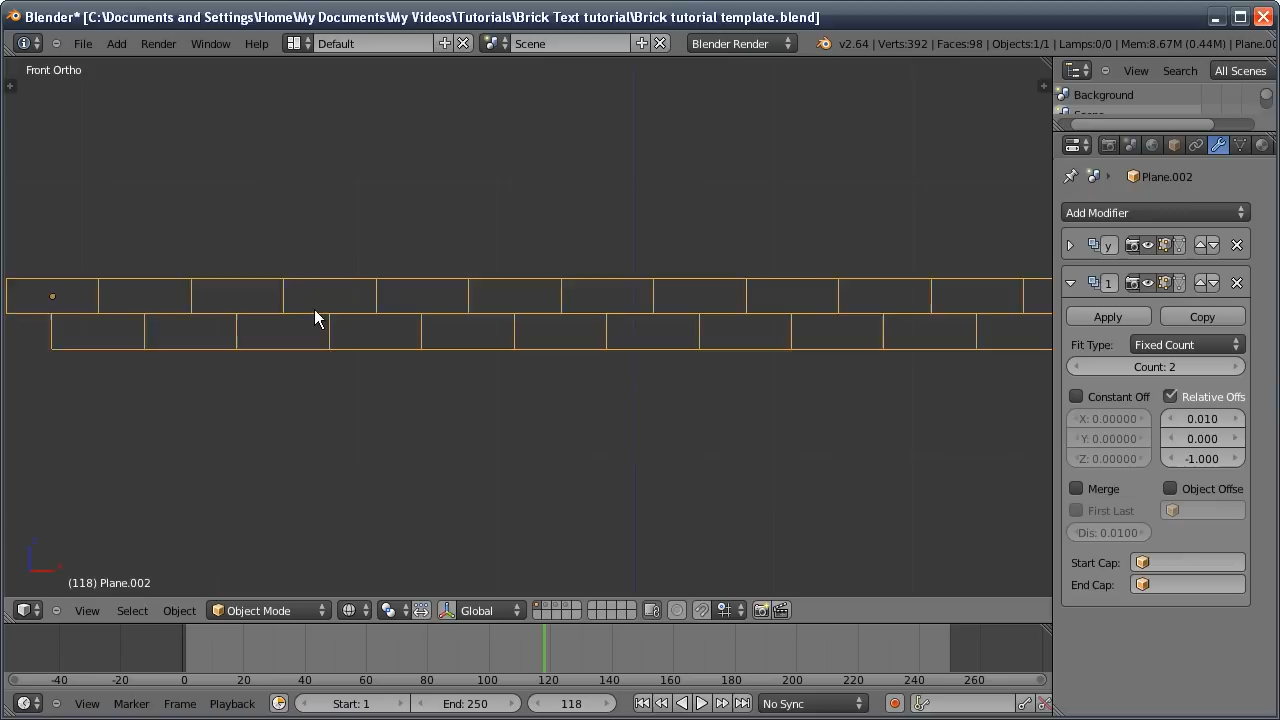 Blender* [C:\Documents and Settings\Home\My Documents\My Videos\Tutorials\Brick Text tutorial\Brick tutorial template.blend]
File Add Render Window Help Default Scene Blender Render v2.64 | Verts:392 | Faces:98 | Objects:1/1 | Lamps:0/0 | Mem:8.67M (0.44M) | Plane.00
Front Ortho
View Search All Scenes
Background
Plane.002
Add Modifier
y
1
Apply Copy
Fit Type: Fixed Count
Count: 2
Constant Off Relative Offs
X: 0.00000 0.010
Y: 0.00000 0.000
Z: 0.00000 -1.000
Merge Object Offse
First Last
Dis: 0.0100
Start Cap:
End Cap:
(118) Plane.002
View Select Object Object Mode Global
-40 -20 0 20 40 60 80 100 120 140 160 180 200 220 240 260
View Marker Frame Playback Start: 1 End: 250 118 No Sync